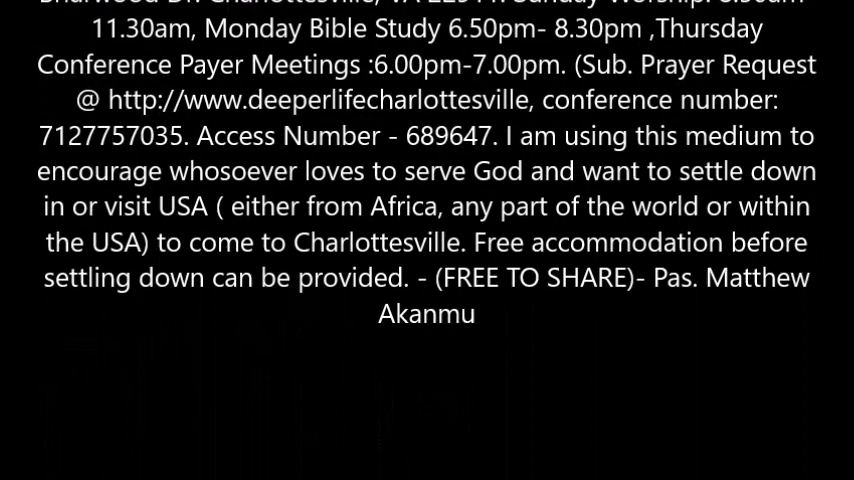 11.30am, Monday Bible Study 6.50pm- 8.30pm ,Thursday
Conference Payer Meetings :6.00pm-7.00pm. (Sub. Prayer Request
@ http://www.deeperlifecharlottesville, conference number:
7127757035. Access Number - 689647. I am using this medium to
encourage whosoever loves to serve God and want to settle down
in or visit USA ( either from Africa, any part of the world or within
the USA) to come to Charlottesville. Free accommodation before
settling down can be provided. - (FREE TO SHARE)- Pas. Matthew
Akanmu